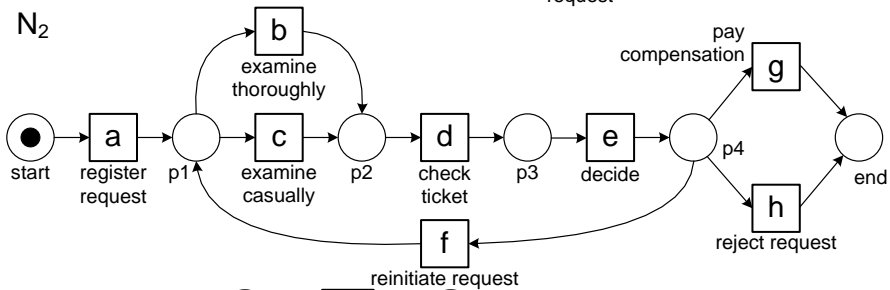 request
N2
b
examine
thoroughly
pay
compensation
g
start
a
register
request
p1
c
examine
casually
p2
d
check
ticket
p3
e
decide
p4
end
h
reject request
f
reinitiate request